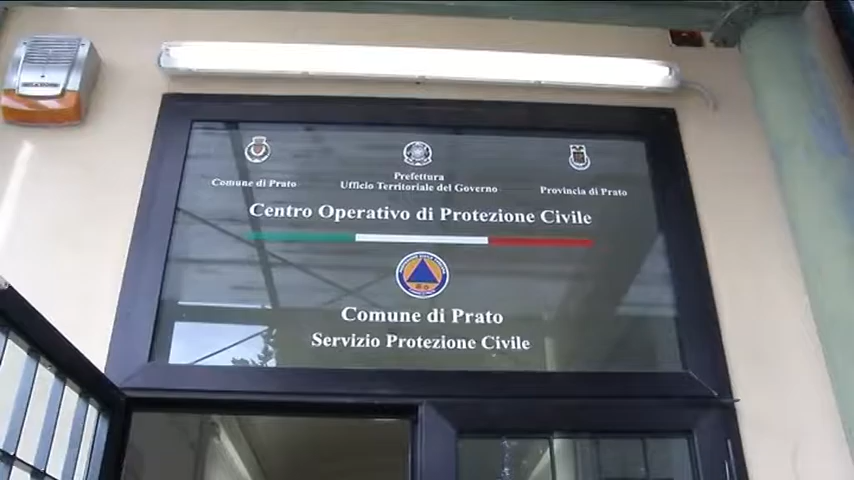 Comune di Prato
Prefettura
Ufficio Territoriale del Governo
Provincia di Prato
Centro Operativo di Protezione Civile
Comune di Prato
Servizio Protezione Civile